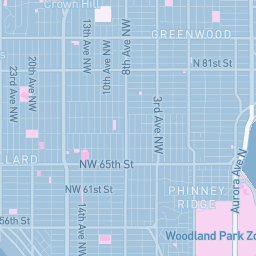 Crown Hill
GREENWOOD
13th Ave NW
8th Ave NW
20th Ave NW
23rd Ave NW
10th Ave NW
N 81st St
3rd Ave NW
LLARD
NW 65th St
Aurora Ave N
NW 61st St
PHINNEY
RIDGE
14th Ave NW
56th St
Woodland Park Zo